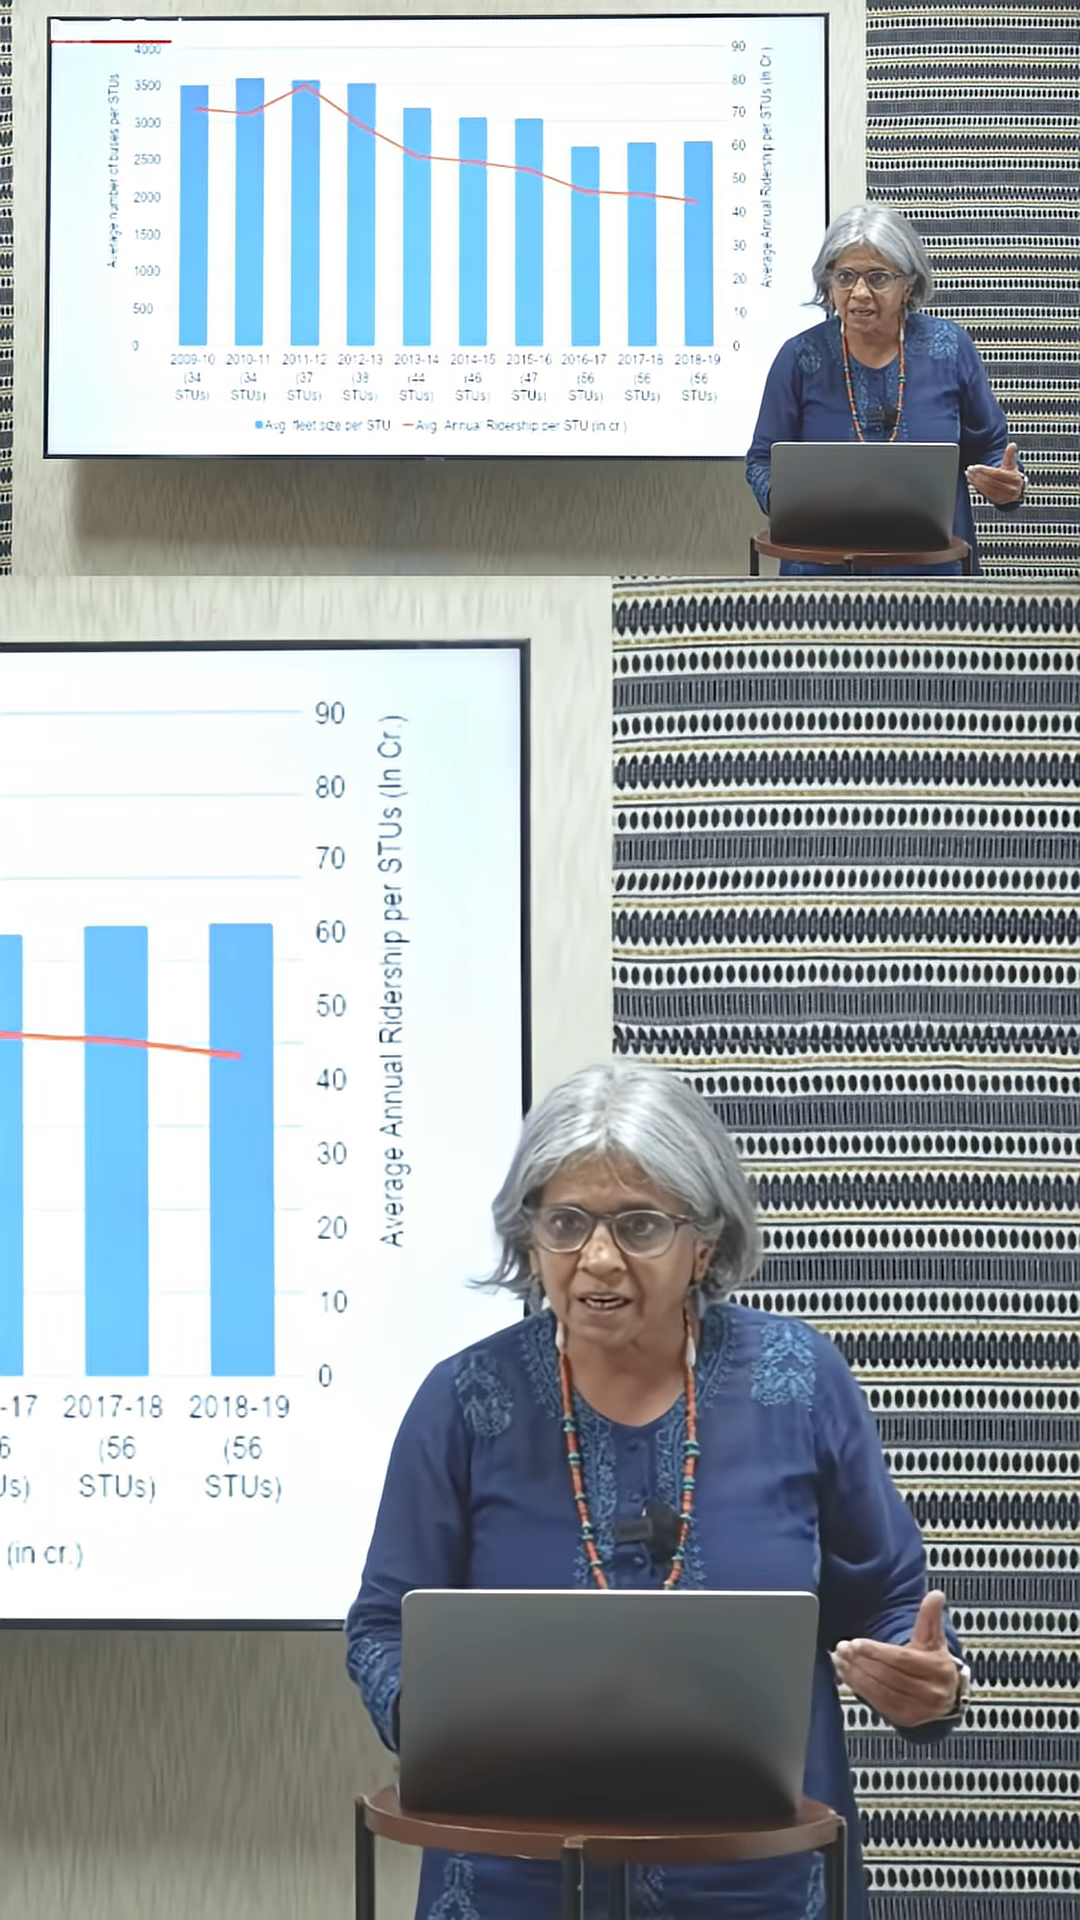 4000
3500
3000
2500
2000
1500
1000
500
0
Average number of buses per STUs
90
80
70
60
50
40
30
20
10
0
Average Annual Ridership per STUs (In Cr.)
2009-10 2010-11 2011-12 2012-13 2013-14 2014-15 2015-16 2016-17 2017-18 2018-19
(34 (34 (37 (38 (44 (46 (47 (56 (56 (56
STUs) STUs) STUs) STUs) STUs) STUs) STUs) STUs) STUs) STUs)
Avg. fleet size per STU Avg. Annual Ridership per STU (in cr.)
90
80
70
60
50
40
30
20
10
0
Average Annual Ridership per STUs (In Cr.)
-17 2017-18 2018-19
6 (56 (56
Us) STUs) STUs)
(in cr.)